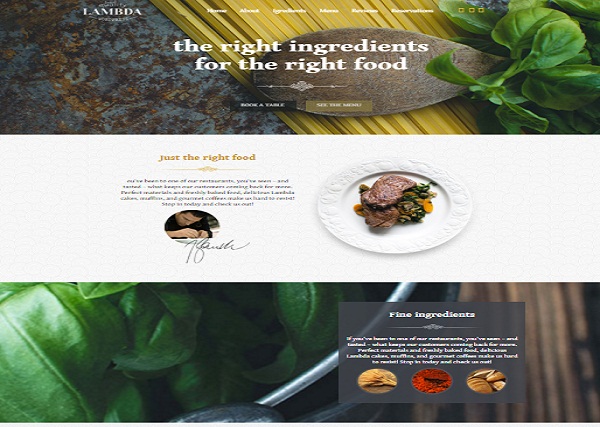 LAMBDA
Home About Igredients Menu Reviews Reservations
the right ingredients
for the right food
BOOK A TABLE SEE THE MENU
Just the right food
ou've been to one of our restaurants, you've seen – and
tasted – what keeps our customers coming back for more.
Perfect materials and freshly baked food, delicious Lambda
cakes, muffins, and gourmet coffees make us hard to resist!
Stop in today and check us out!
Fine ingredients
If you've been to one of our restaurants, you've seen – and
tasted – what keeps our customers coming back for more.
Perfect materials and freshly baked food, delicious
Lambda cakes, muffins, and gourmet coffees make us hard
to resist! Stop in today and check us out!